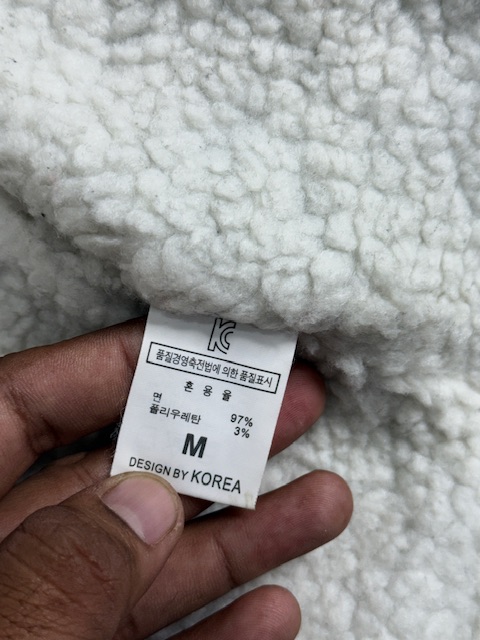 KC
품질경영촉전법에 의한 품질표시
혼 용 율
면 97%
폴리우레탄 3%
M
DESIGN BY KOREA